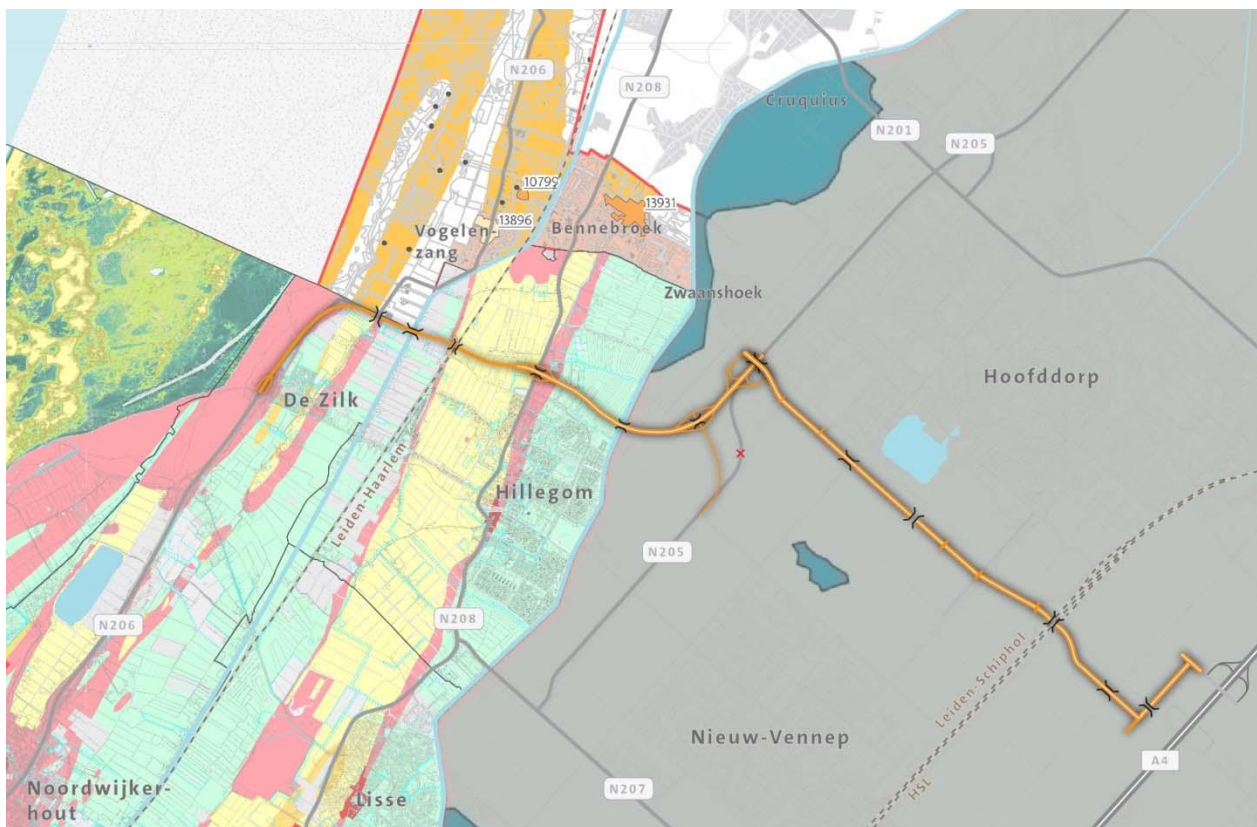 N206
N208
Cruquius
N201
N205
10799
13931
13896
Vogelen-
zang
Bennebroek
Zwaanshoek
Hoofddorp
De Zilk
Leiden-Haarlem
Hillegom
N205
N206
N208
Leiden-Schiphol
Nieuw-Vennep
A4
HSL
N207
Noordwijker-
hout
Lisse